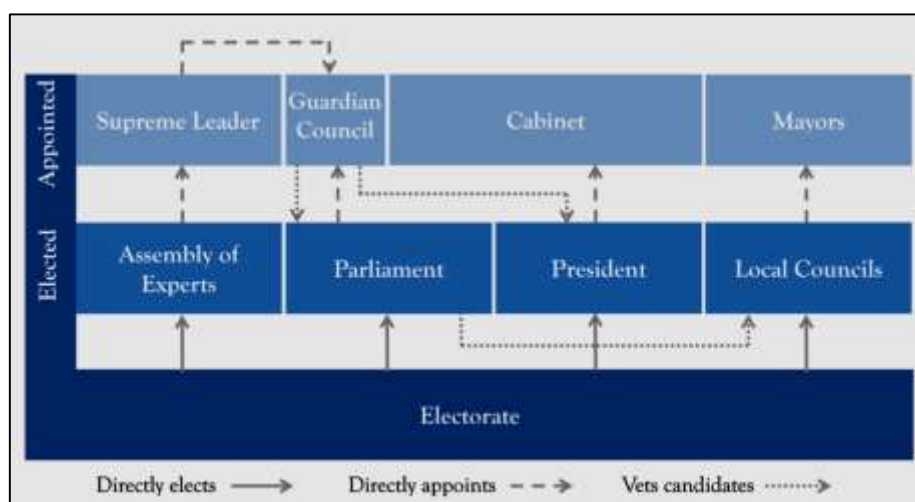 Appointed
Supreme Leader
Guardian
Council
Cabinet
Mayors
Elected
Assembly of
Experts
Parliament
President
Local Councils
Electorate
Directly elects
Directly appoints
Vets candidates